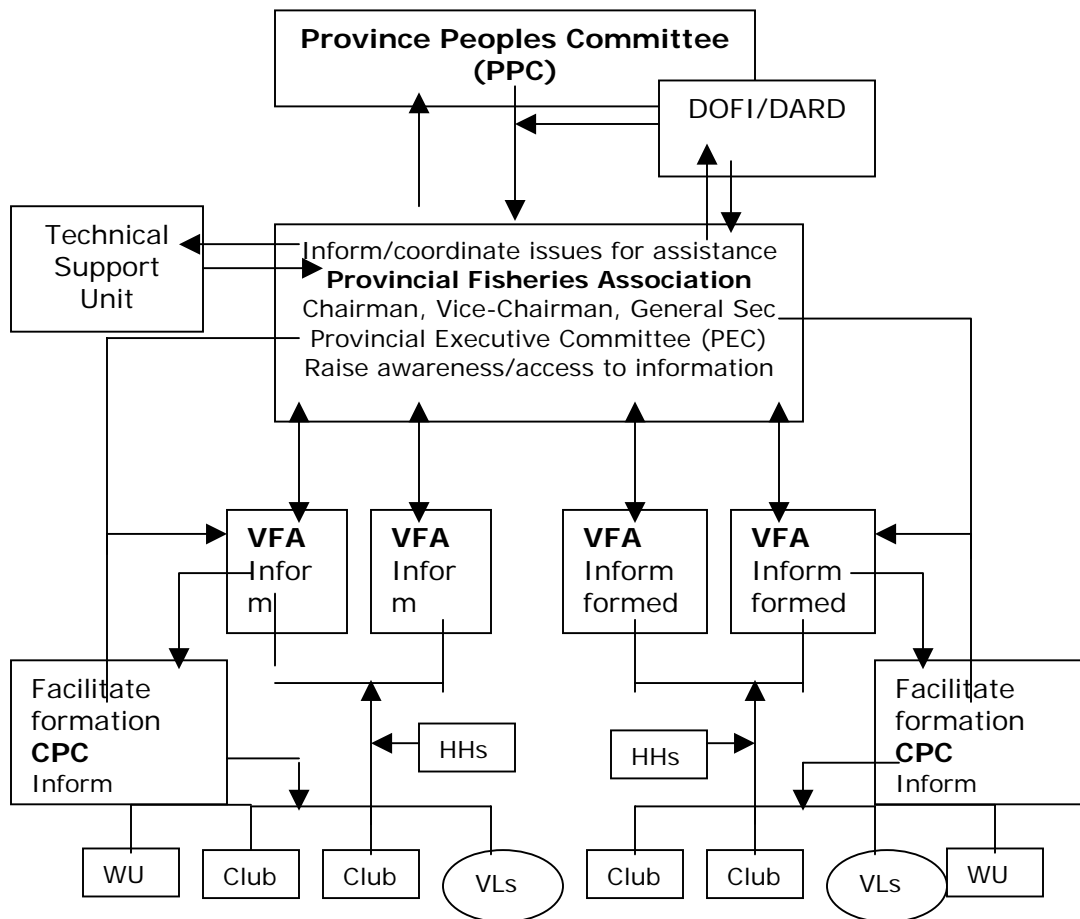 Province Peoples Committee
(PPC)
DOFI/DARD
Technical
Support
Unit
Inform/coordinate issues for assistance
Provincial Fisheries Association
Chairman, Vice-Chairman, General Sec
Provincial Executive Committee (PEC)
Raise awareness/access to information
VFA
Infor
m
VFA
Infor
m
VFA
Inform
formed
VFA
Inform
formed
Facilitate
formation
CPC
Inform
HHs
HHs
Facilitate
formation
CPC
Inform
WU
Club
Club
VLs
Club
Club
VLs
WU